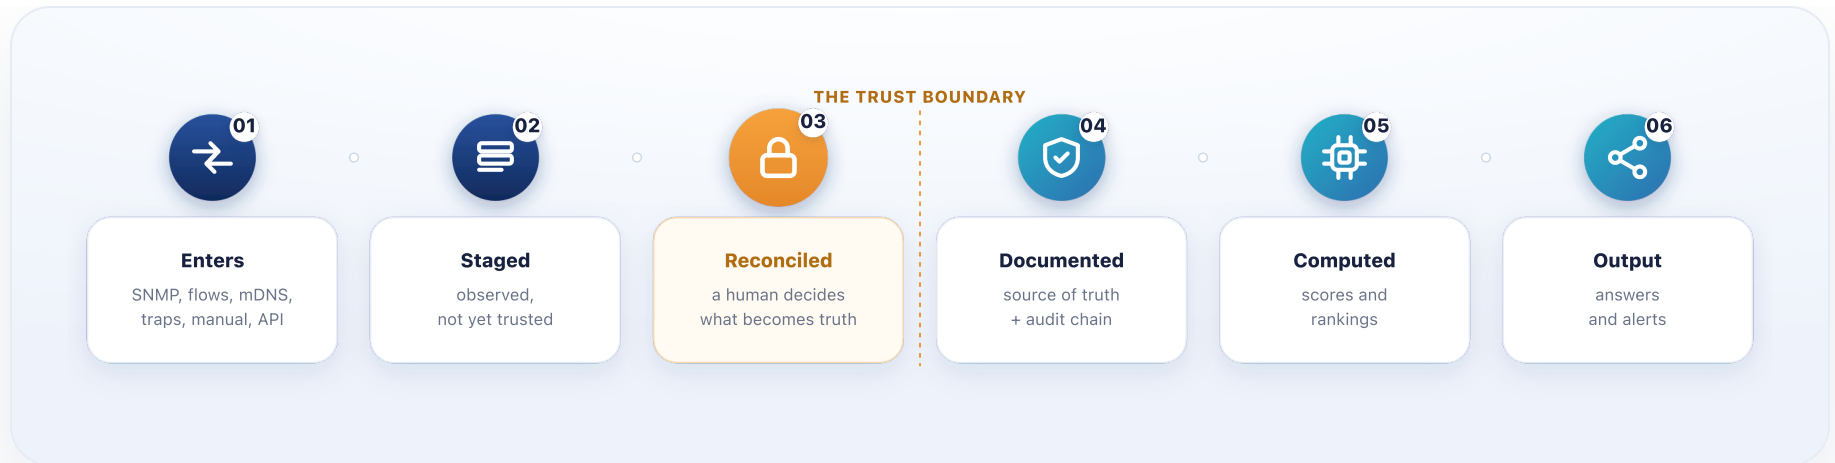 THE TRUST BOUNDARY
01
02
03
04
05
06
Enters
SNMP, flows, mDNS,
traps, manual, API
Staged
observed,
not yet trusted
Reconciled
a human decides
what becomes truth
Documented
source of truth
+ audit chain
Computed
scores and
rankings
Output
answers
and alerts